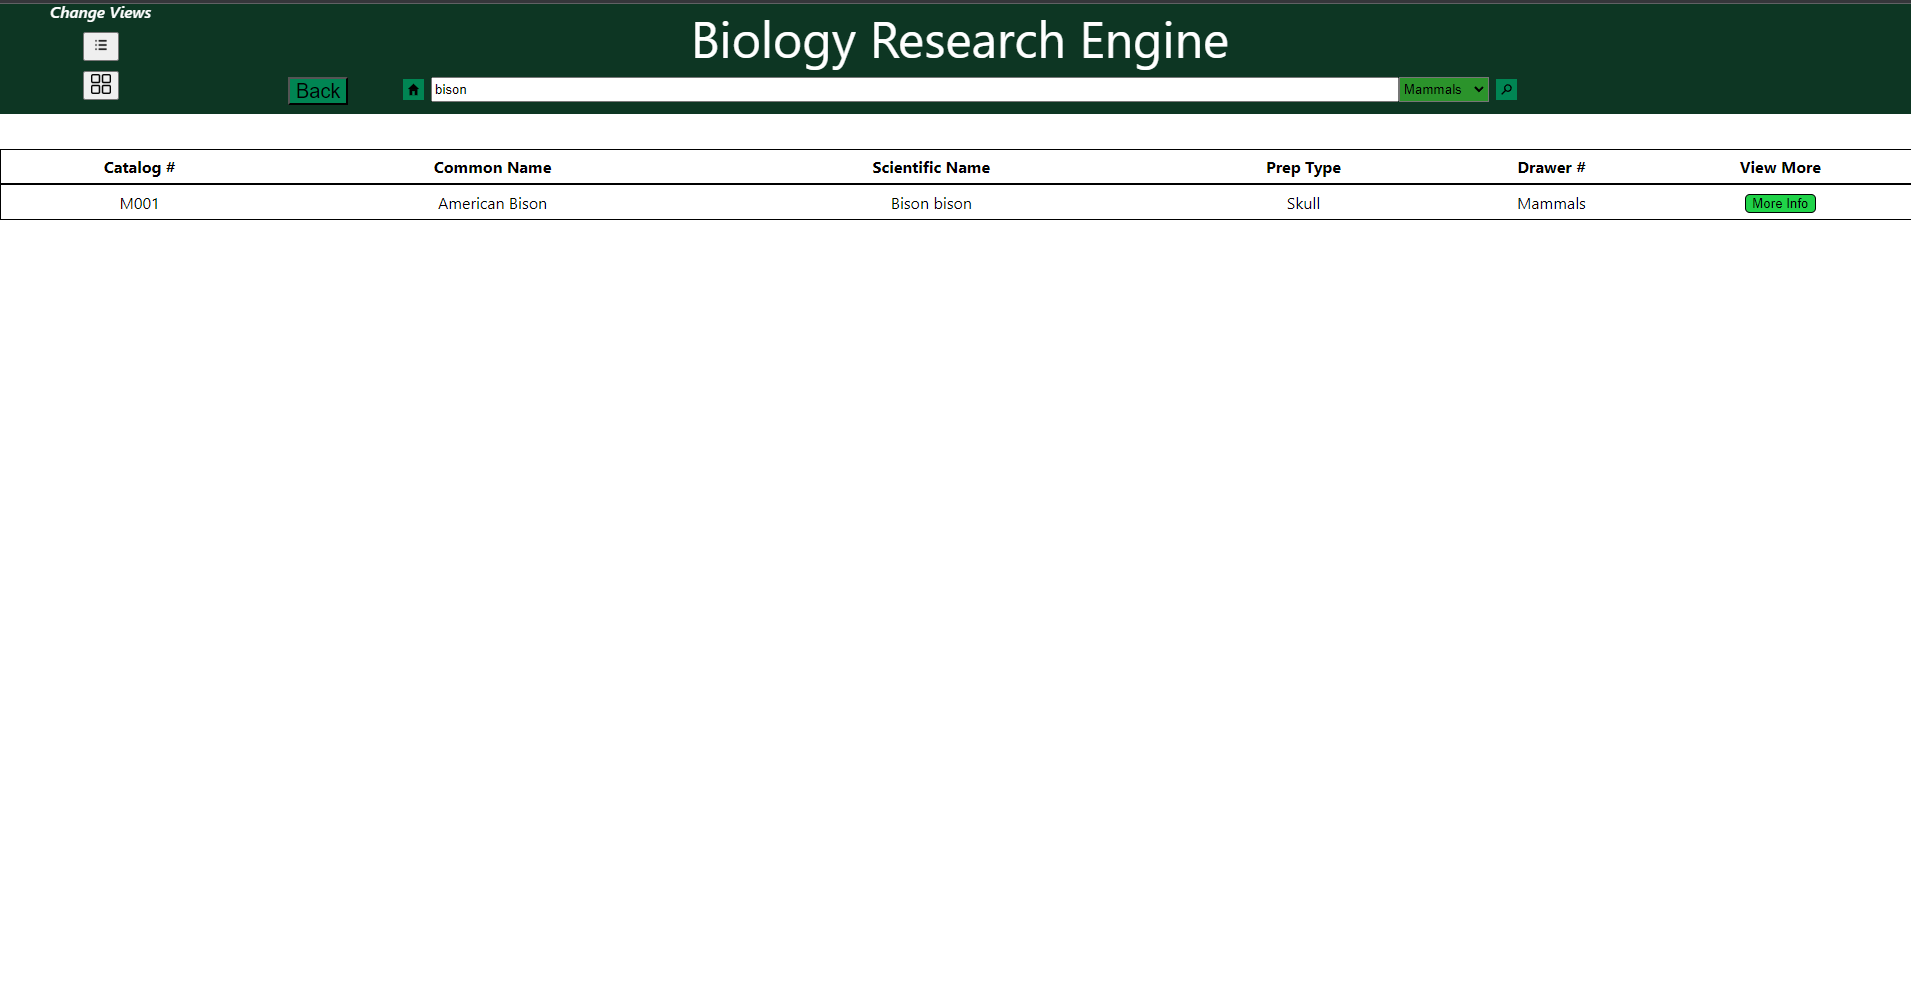 Change Views
Biology Research Engine
Back
bison
Mammals
Catalog # Common Name Scientific Name Prep Type Drawer # View More
M001 American Bison Bison bison Skull Mammals More Info